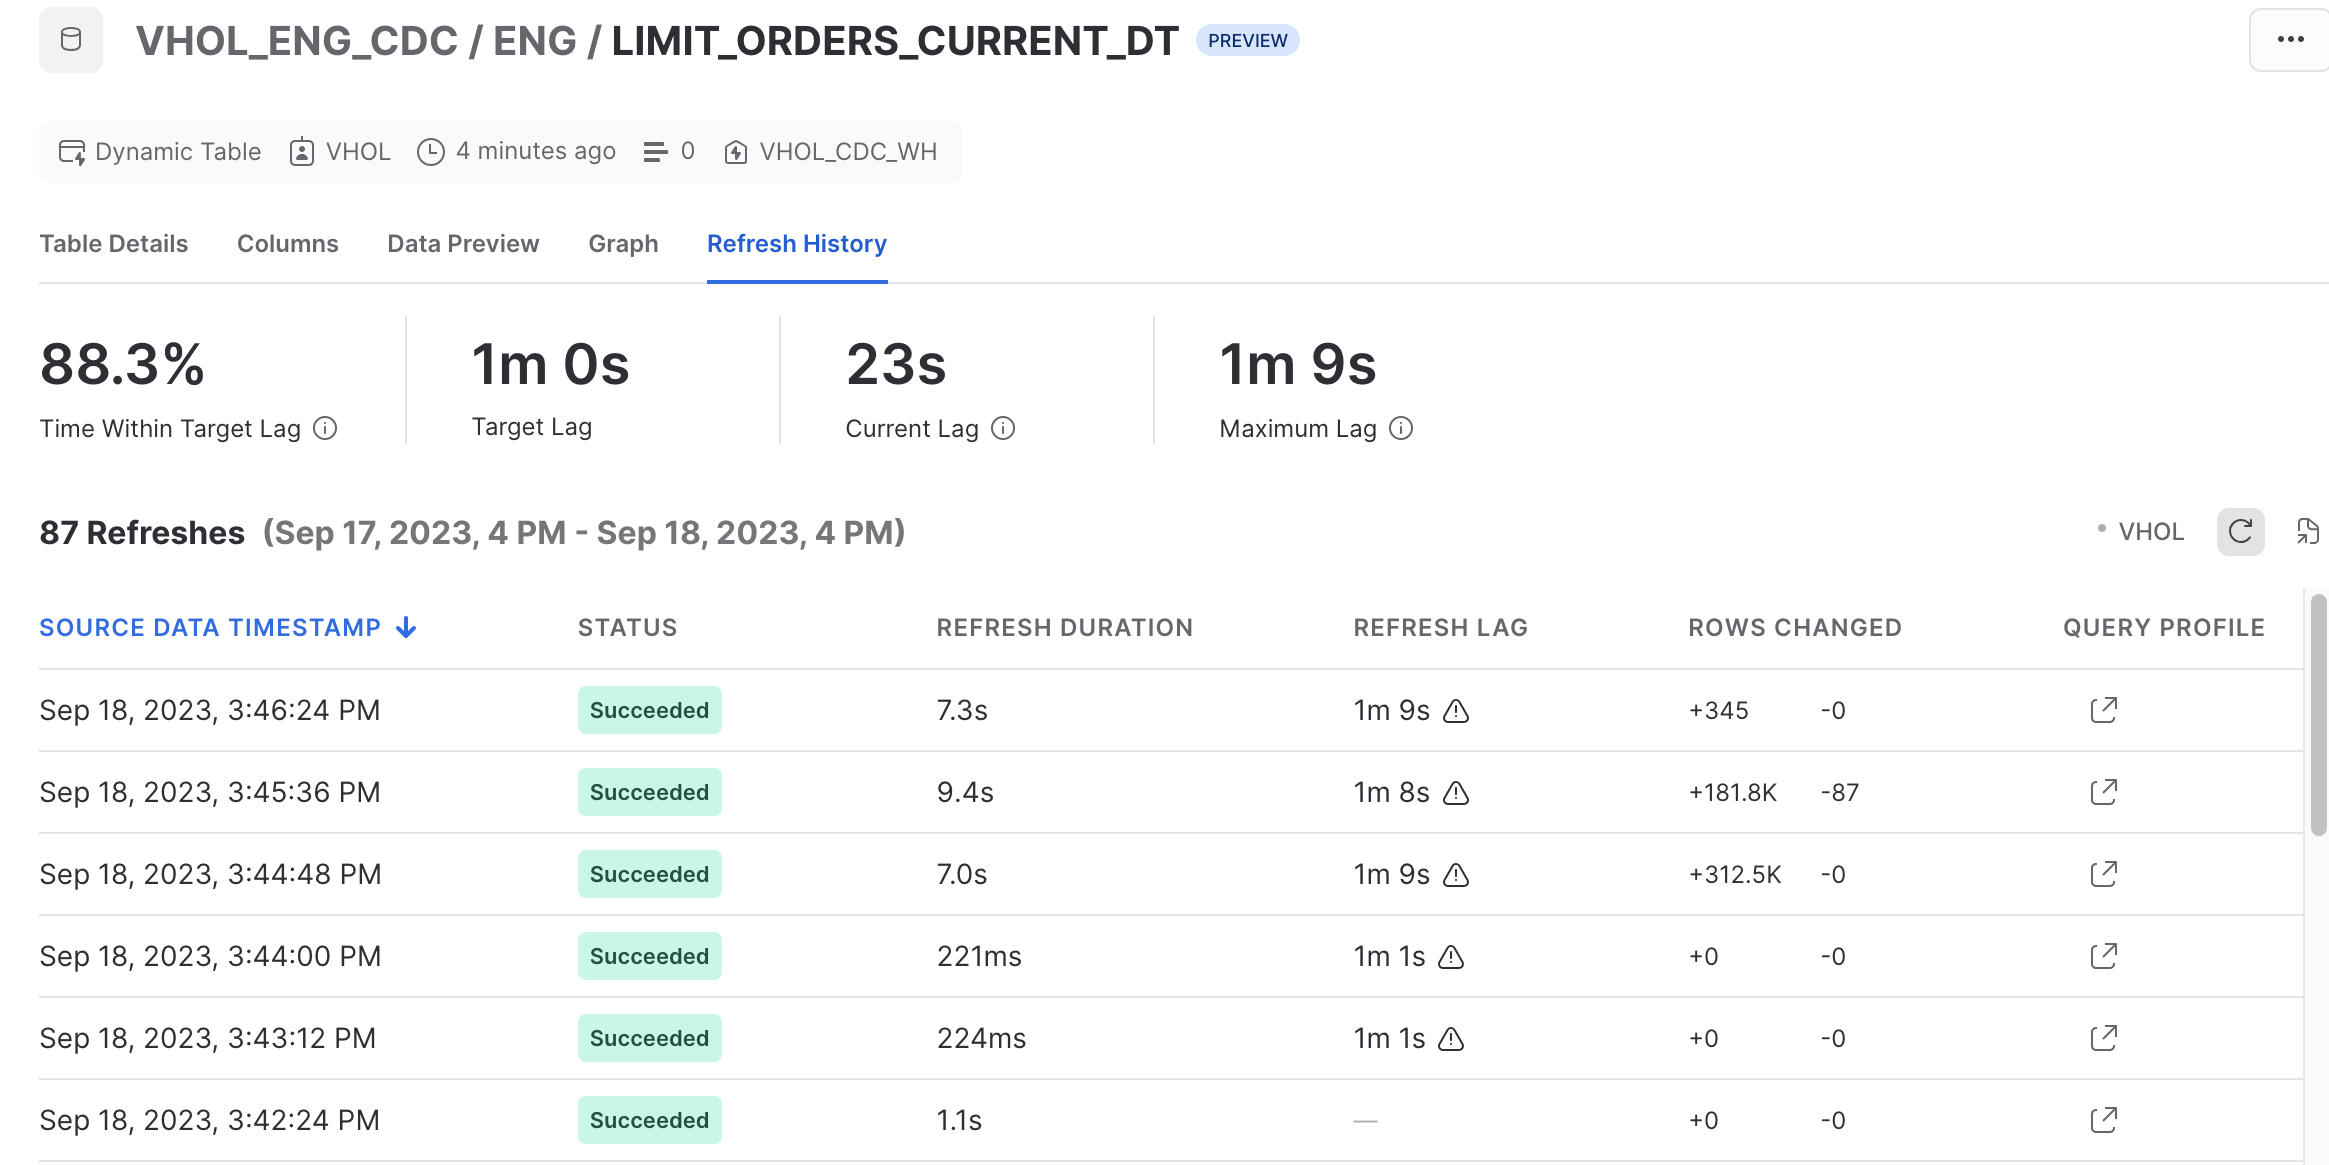 VHOL_ENG_CDC / ENG / LIMIT_ORDERS_CURRENT_DT PREVIEW
Dynamic Table VHOL 4 minutes ago 0 VHOL_CDC_WH
Table Details Columns Data Preview Graph Refresh History
88.3% 1m 0s 23s 1m 9s
Time Within Target Lag Target Lag Current Lag Maximum Lag
87 Refreshes (Sep 17, 2023, 4 PM - Sep 18, 2023, 4 PM) VHOL
SOURCE DATA TIMESTAMP STATUS REFRESH DURATION REFRESH LAG ROWS CHANGED QUERY PROFILE
Sep 18, 2023, 3:46:24 PM Succeeded 7.3s 1m 9s +345 -0
Sep 18, 2023, 3:45:36 PM Succeeded 9.4s 1m 8s +181.8K -87
Sep 18, 2023, 3:44:48 PM Succeeded 7.0s 1m 9s +312.5K -0
Sep 18, 2023, 3:44:00 PM Succeeded 221ms 1m 1s +0 -0
Sep 18, 2023, 3:43:12 PM Succeeded 224ms 1m 1s +0 -0
Sep 18, 2023, 3:42:24 PM Succeeded 1.1s — +0 -0